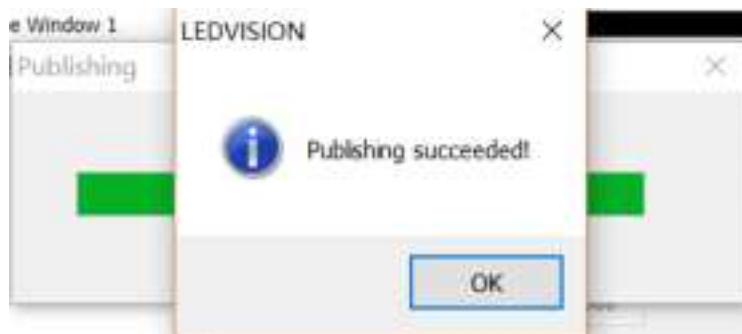 e Window 1
LEDVISION
Publishing
Publishing succeeded!
OK